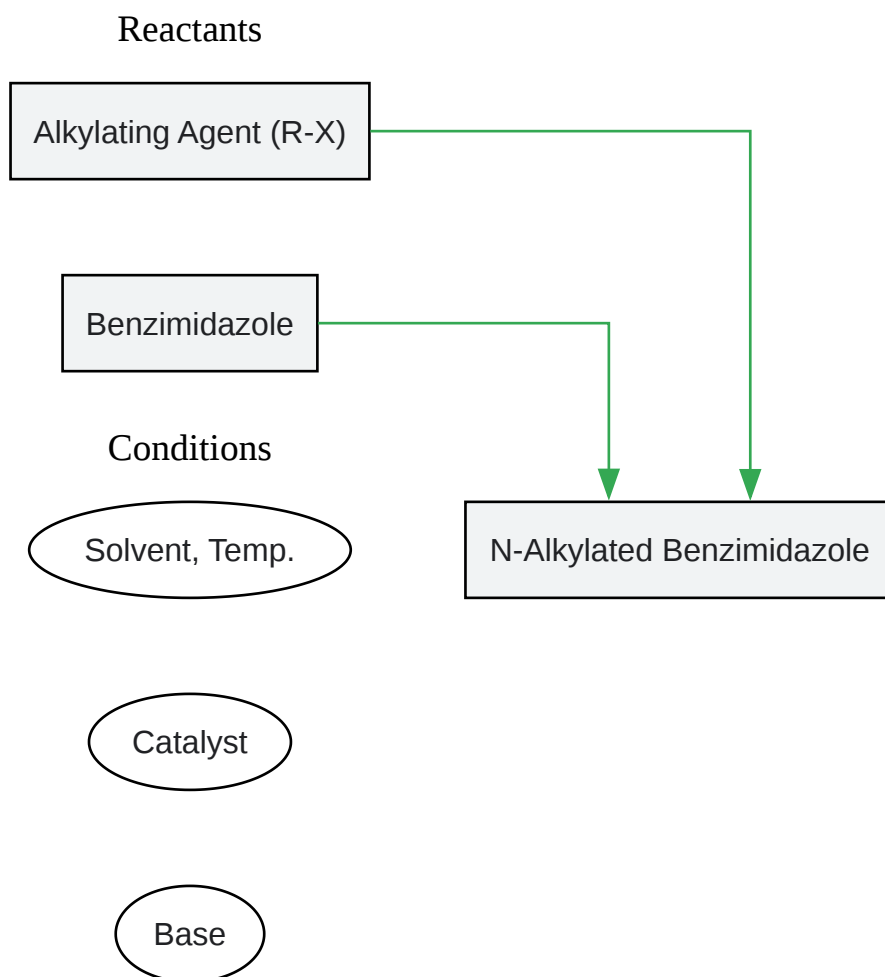 Reactants
Alkylating Agent (R-X)
Benzimidazole
Conditions
Solvent, Temp.
N-Alkylated Benzimidazole
Catalyst
Base